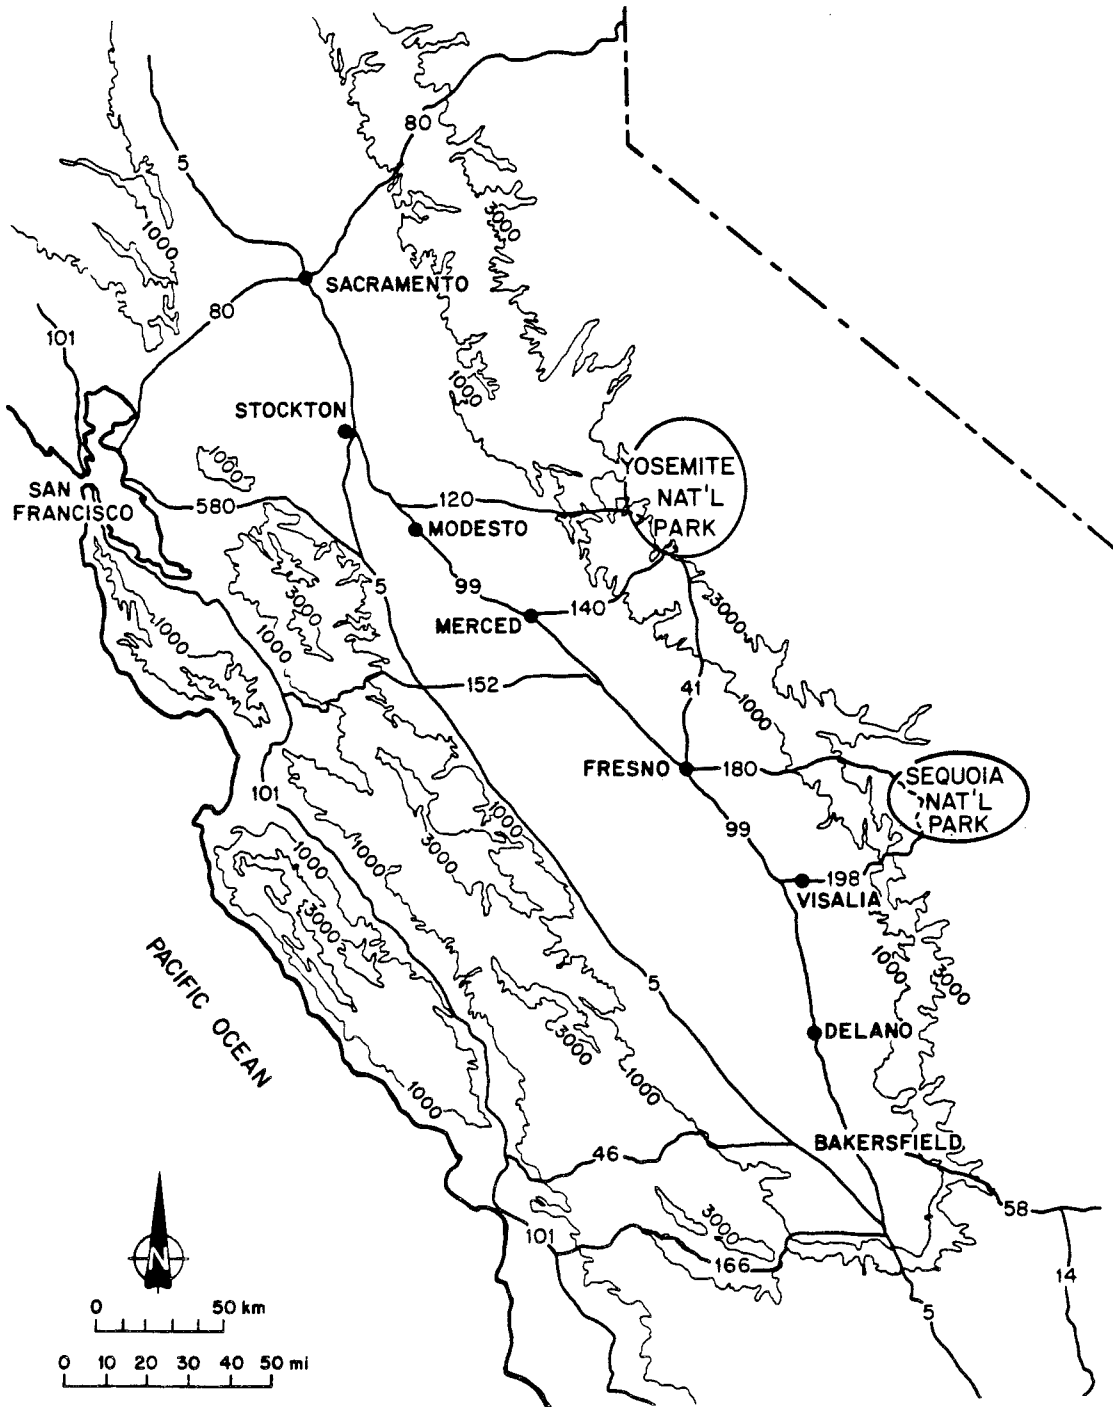 80
5
3000
1000
SACRAMENTO
80
101
1000
STOCKTON
1000
YOSEMITE
NAT'L
PARK
SAN
FRANCISCO
580
120
MODESTO
99
5
140
3000
3000
MERCED
1000
1000
152
41
1000
FRESNO
180
SEQUOIA
NAT'L
PARK
101
1000
99
1000
1000
3000
198
VISALIA
3000
PACIFIC OCEAN
1000
3000
5
DELANO
3000
1000
1000
BAKERSFIELD
46
58
3000
101
166
N
14
5
0 50 km
0 10 20 30 40 50 mi